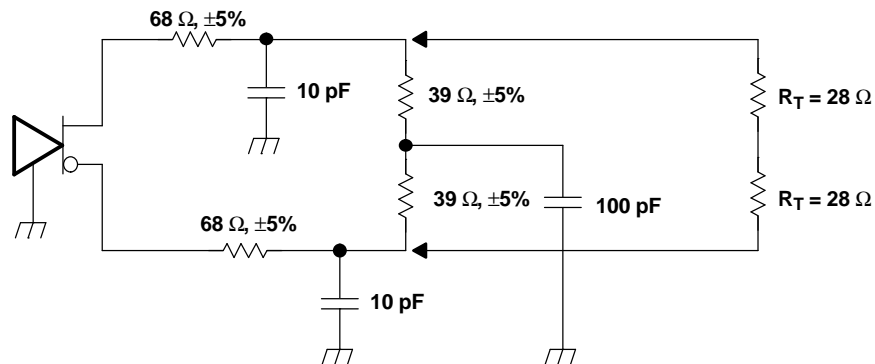 68 Ω, ±5%
10 pF
39 Ω, ±5%
R_T = 28 Ω
39 Ω, ±5%
100 pF
R_T = 28 Ω
68 Ω, ±5%
10 pF